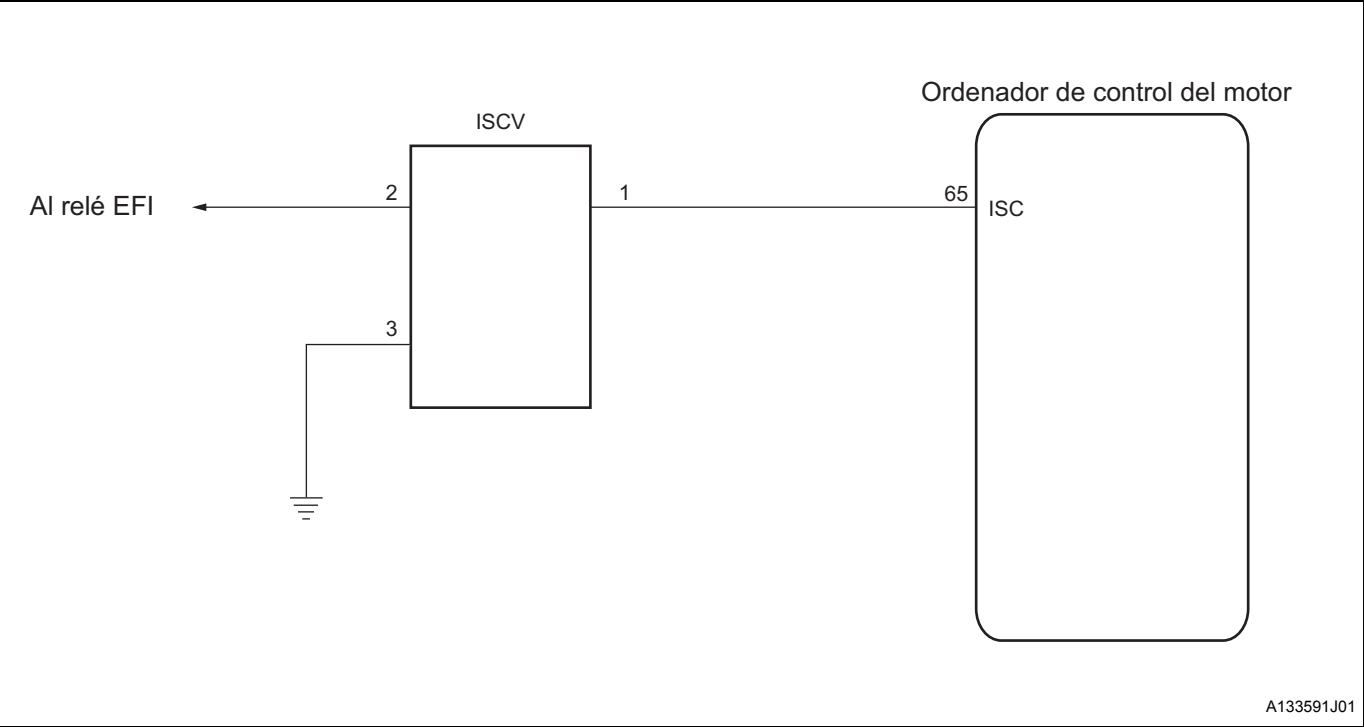 Ordenador de control del motor
ISCV
Al relé EFI
2
1
65
ISC
3
A133591J01